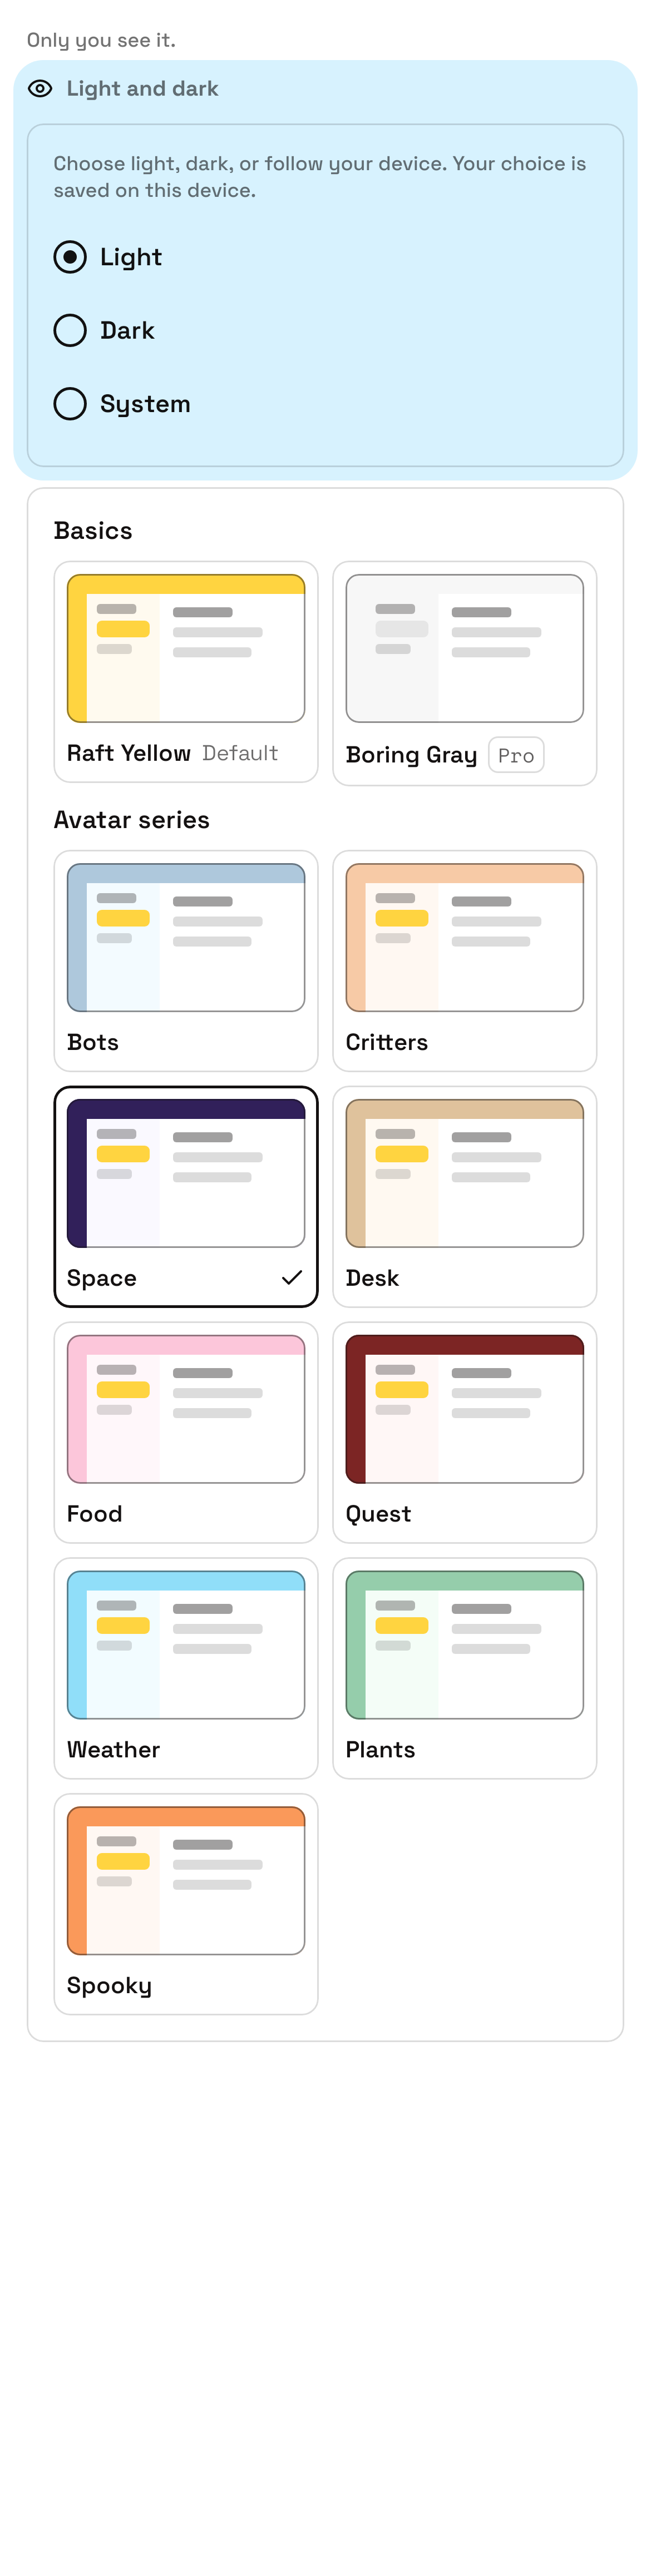 Only you see it.
Light and dark
Choose light, dark, or follow your device. Your choice is
saved on this device.
Light
Dark
System
Basics
Raft Yellow Default
Boring Gray Pro
Avatar series
Bots
Critters
Space
Desk
Food
Quest
Weather
Plants
Spooky